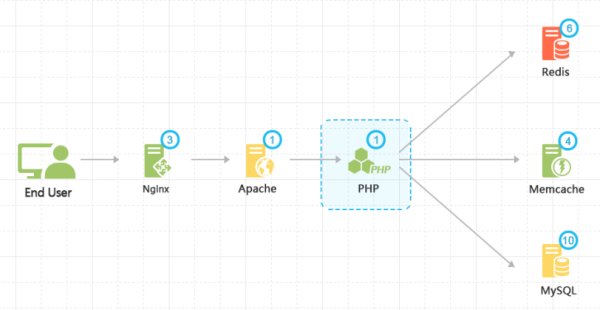 6
Redis
3
1
1
4
PHP
End User
Nginx
Apache
PHP
Memcache
10
MySQL